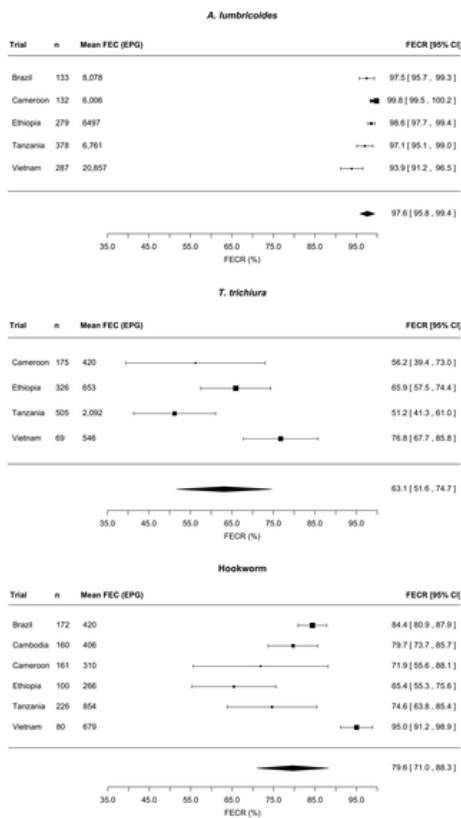 A. lumbricoides
Trial n Mean FEC (EPG) FECR [95% CI]
Brazil 133 8,078 97.5 [ 95.7 , 99.3]
Cameroon 132 6,006 99.8 [ 99.5 , 100.2]
Ethiopia 279 6497 98.6 [ 97.7 , 99.4]
Tanzania 378 6,761 97.1 [ 95.1 , 99.0]
Vietnam 287 20,857 93.9 [ 91.2 , 96.5]
97.6 [ 95.8 , 99.4]
35.0 45.0 55.0 65.0 75.0 85.0 95.0
FECR (%)
T. trichiura
Trial n Mean FEC (EPG) FECR [95% CI]
Cameroon 175 420 56.2 [ 39.4 , 73.0]
Ethiopia 326 653 65.9 [ 57.5 , 74.4]
Tanzania 505 2,092 51.2 [ 41.3 , 61.0]
Vietnam 69 546 76.8 [ 67.7 , 85.8]
63.1 [ 51.6 , 74.7]
35.0 45.0 55.0 65.0 75.0 85.0 95.0
FECR (%)
Hookworm
Trial n Mean FEC (EPG) FECR [95% CI]
Brazil 172 420 84.4 [ 80.9 , 87.9]
Cambodia 160 406 79.7 [ 73.7 , 85.7]
Cameroon 161 310 71.9 [ 55.6 , 88.1]
Ethiopia 100 266 65.4 [ 55.3 , 75.6]
Tanzania 226 854 74.6 [ 63.8 , 85.4]
Vietnam 80 679 95.0 [ 91.2 , 98.9]
79.6 [ 71.0 , 88.3]
35.0 45.0 55.0 65.0 75.0 85.0 95.0
FECR (%)